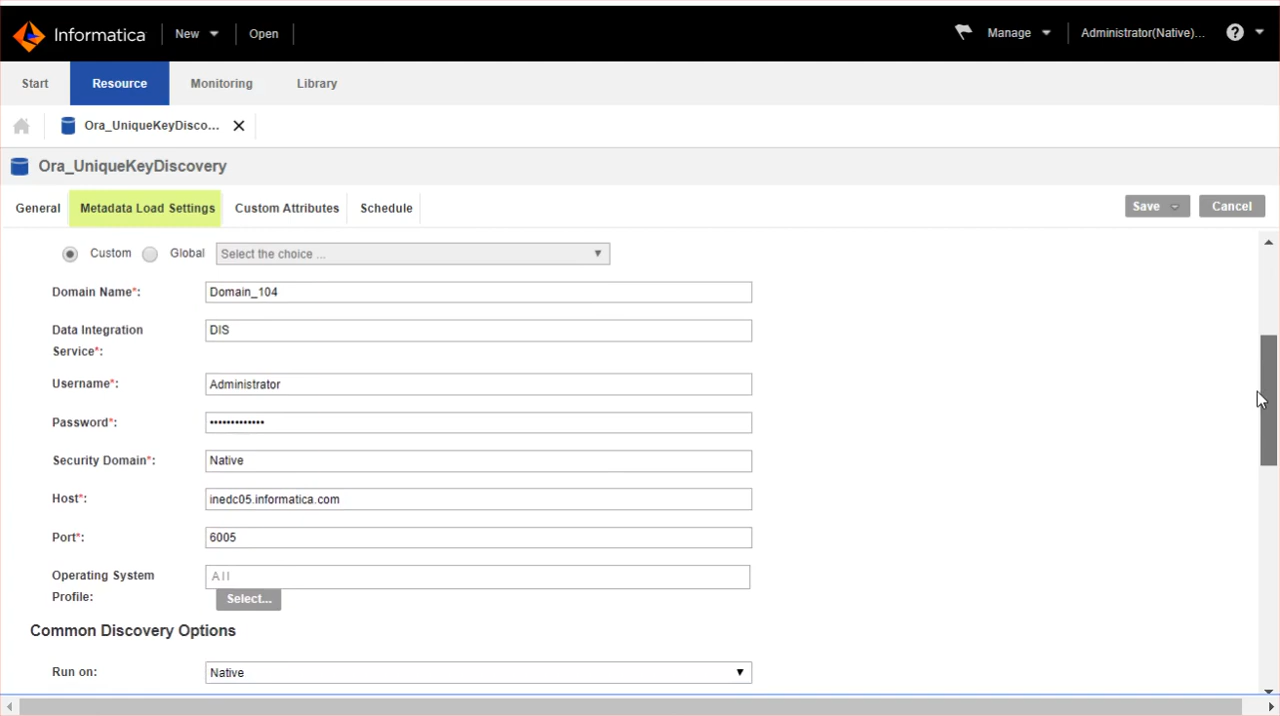 Informatica New Open Manage Administrator(Native)... ?
Start Resource Monitoring Library
Ora_UniqueKeyDisco...
Ora_UniqueKeyDiscovery
General Metadata Load Settings Custom Attributes Schedule Save Cancel
Custom Global Select the choice ...
Domain Name*: Domain_104
Data Integration DIS
Service*:
Username*: Administrator
Password*: •••••••••••••
Security Domain*: Native
Host*: inedc05.informatica.com
Port*: 6005
Operating System All
Profile: Select...
Common Discovery Options
Run on: Native